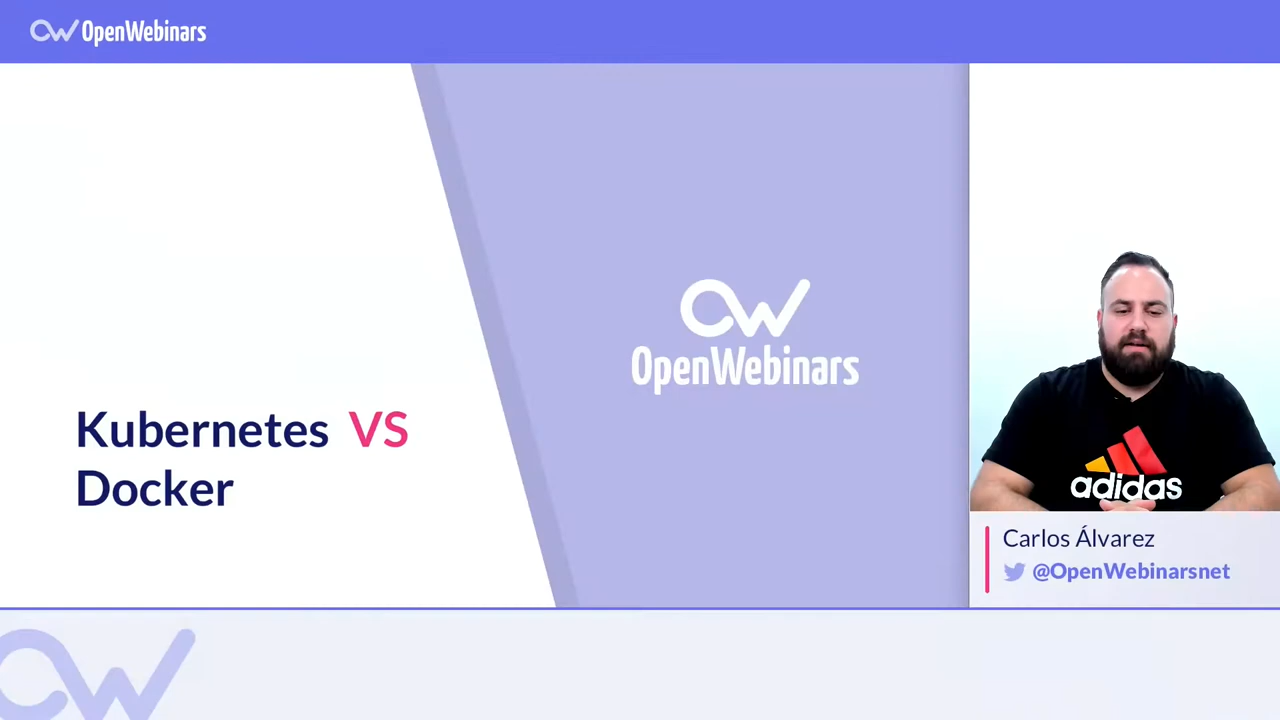 OpenWebinars
OpenWebinars
Kubernetes VS
Docker
adidas
Carlos Álvarez
@OpenWebinarsnet